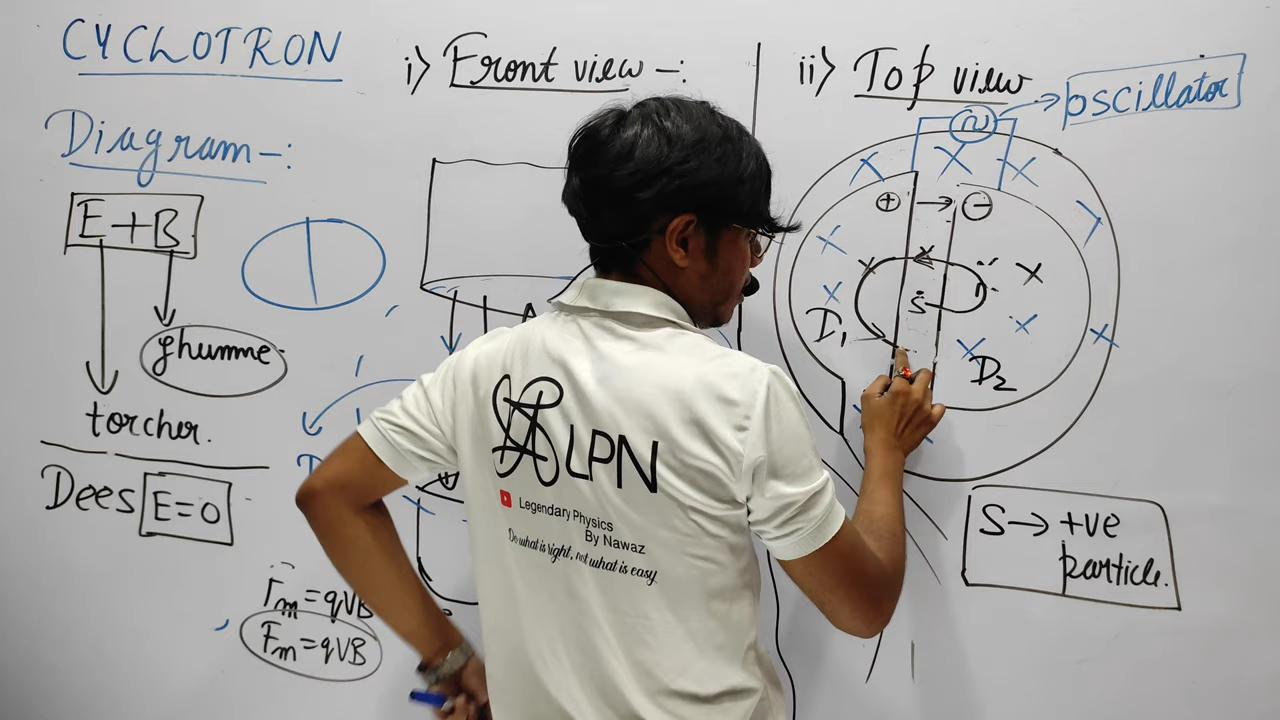 CYCLOTRON
Diagram-:
E+B
ghumne
torcher.
Dees E=0
Fm=qVB
Fm=qVB
i) Front view-:
ii) Top view
oscillator
+ → -
S
D1
D2
S→ +ve
particle.
LPN
Legendary Physics
By Nawaz
Do what is right, not what is easy